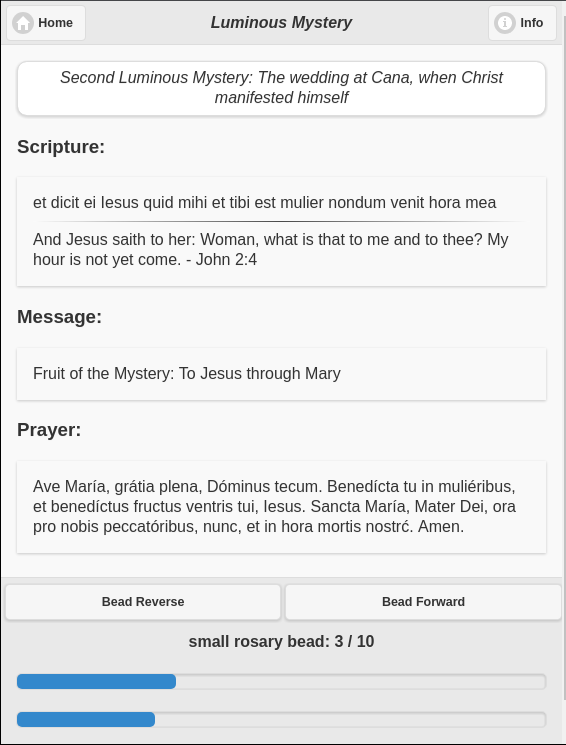 Home
Luminous Mystery
Info
Second Luminous Mystery: The wedding at Cana, when Christ
manifested himself
Scripture:
et dicit ei Iesus quid mihi et tibi est mulier nondum venit hora mea
And Jesus saith to her: Woman, what is that to me and to thee? My
hour is not yet come. - John 2:4
Message:
Fruit of the Mystery: To Jesus through Mary
Prayer:
Ave María, grátia plena, Dóminus tecum. Benedícta tu in muliéribus,
et benedíctus fructus ventris tui, Iesus. Sancta María, Mater Dei, ora
pro nobis peccatóribus, nunc, et in hora mortis nostrć. Amen.
Bead Reverse
Bead Forward
small rosary bead: 3 / 10